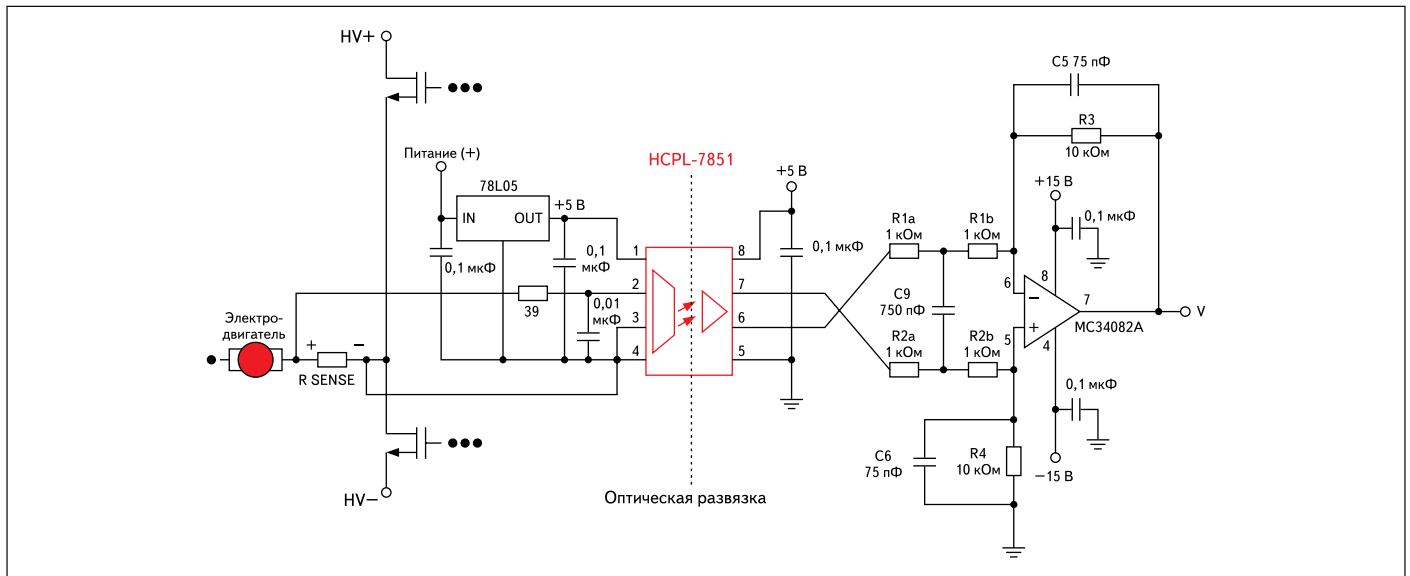 HV+
C5 75 пФ
R3
10 кОм
Питание (+)
HCPL-7851
+5 В
+15 В
78L05
IN
OUT
+5 В
0,1 мкФ
0,1
мкФ
1
8
0,1 мкФ
R1a
1 кОм
R1b
1 кОм
0,1 мкФ
2
7
39
0,01
мкФ
3
6
4
5
C9
750 пФ
6
8
−
+
7
MC34082A
V
5
4
Электро-
двигатель
+
−
R SENSE
R2a
1 кОм
R2b
1 кОм
0,1 мкФ
HV−
Оптическая развязка
C6
75 пФ
R4
10 кОм
−15 В